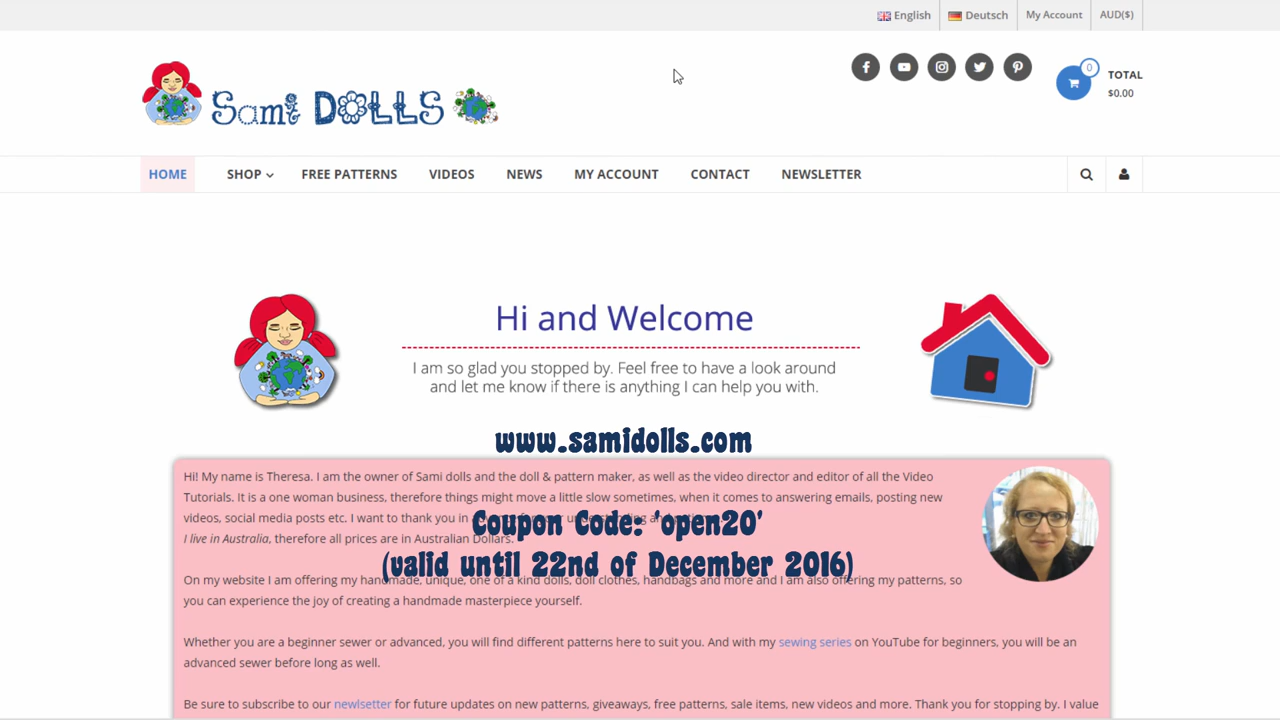 English Deutsch My Account AUD($)
Sami DOLLS
0
TOTAL
$0.00
HOME SHOP FREE PATTERNS VIDEOS NEWS MY ACCOUNT CONTACT NEWSLETTER
Hi and Welcome
I am so glad you stopped by. Feel free to have a look around
and let me know if there is anything I can help you with.
www.samidolls.com
Hi! My name is Theresa. I am the owner of Sami dolls and the doll & pattern maker, as well as the video director and editor of all the Video
Tutorials. It is a one woman business, therefore things might move a little slow sometimes, when it comes to answering emails, posting new
videos, social media posts etc. I want to thank you in
Coupon Code: 'open20'
I live in Australia, therefore all prices are in Australian Dollars.
(valid until 22nd of December 2016)
On my website I am offering my handmade, unique, one of a kind dolls, doll clothes, handbags and more and I am also offering my patterns, so
you can experience the joy of creating a handmade masterpiece yourself.
Whether you are a beginner sewer or advanced, you will find different patterns here to suit you. And with my sewing series on YouTube for beginners, you will be an
advanced sewer before long as well.
Be sure to subscribe to our newlsetter for future updates on new patterns, giveaways, free patterns, sale items, new videos and more. Thank you for stopping by. I value